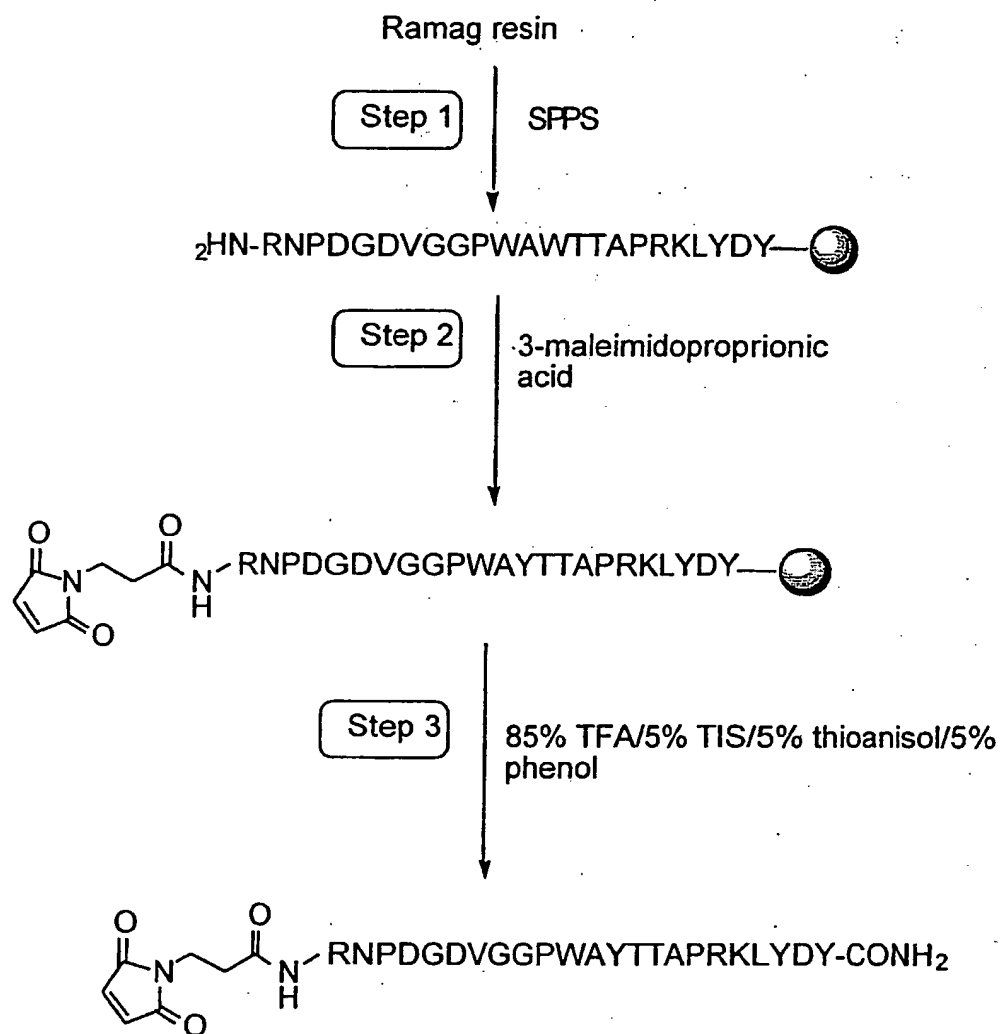 Ramag resin
Step 1
SPPS
₂HN-RNPDGDVGGPWAWTTAPRKLYDY
Step 2
3-maleimidoproprionic
acid
O
O
N
O
N
H
RNPDGDVGGPWAYTTAPRKLYDY
Step 3
85% TFA/5% TIS/5% thioanisol/5%
phenol
O
O
N
O
N
H
RNPDGDVGGPWAYTTAPRKLYDY-CONH₂